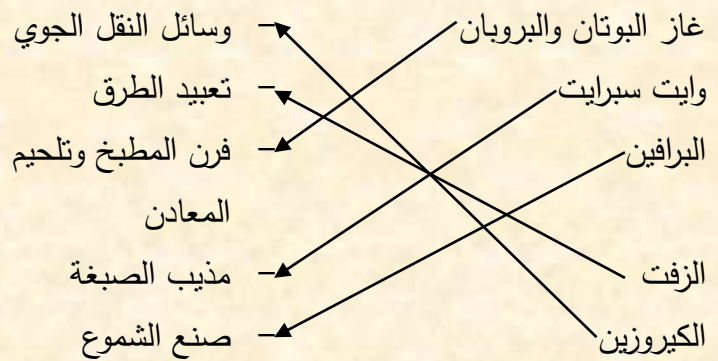 غاز البوتان والبروبان – وسائل النقل الجوي
وايت سبرايت – تعبيد الطرق
البرافين – فرن المطبخ وتلحيم
المعادن
الزفت – مذيب الصبغة
الكيروزين – صنع الشموع